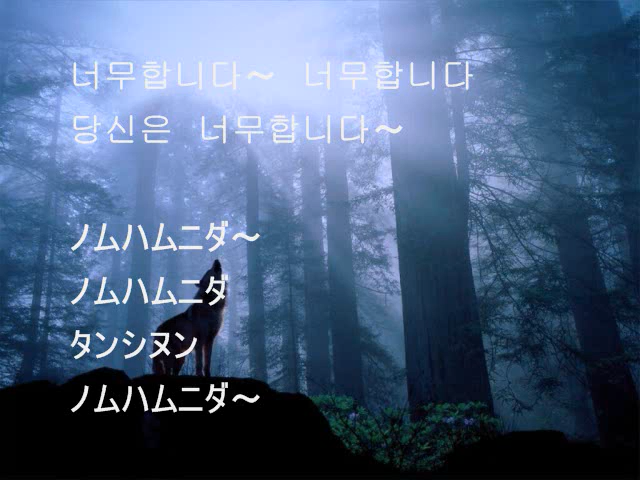 너무합니다～ 너무합니다
당신은 너무합니다～
ノムハムニダ～
ノムハムニダ
タンシヌン
ノムハムニダ～